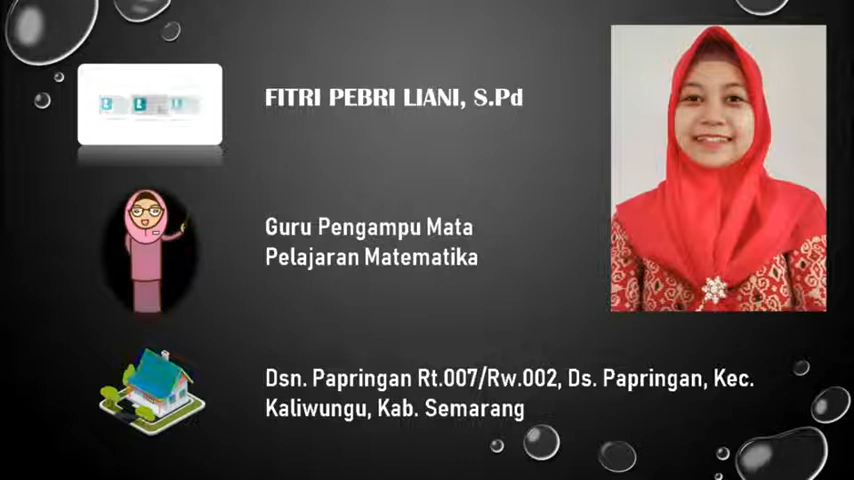 FITRI PEBRI LIANI, S.Pd
Guru Pengampu Mata
Pelajaran Matematika
Dsn. Papringan Rt.007/Rw.002, Ds. Papringan, Kec.
Kaliwungu, Kab. Semarang